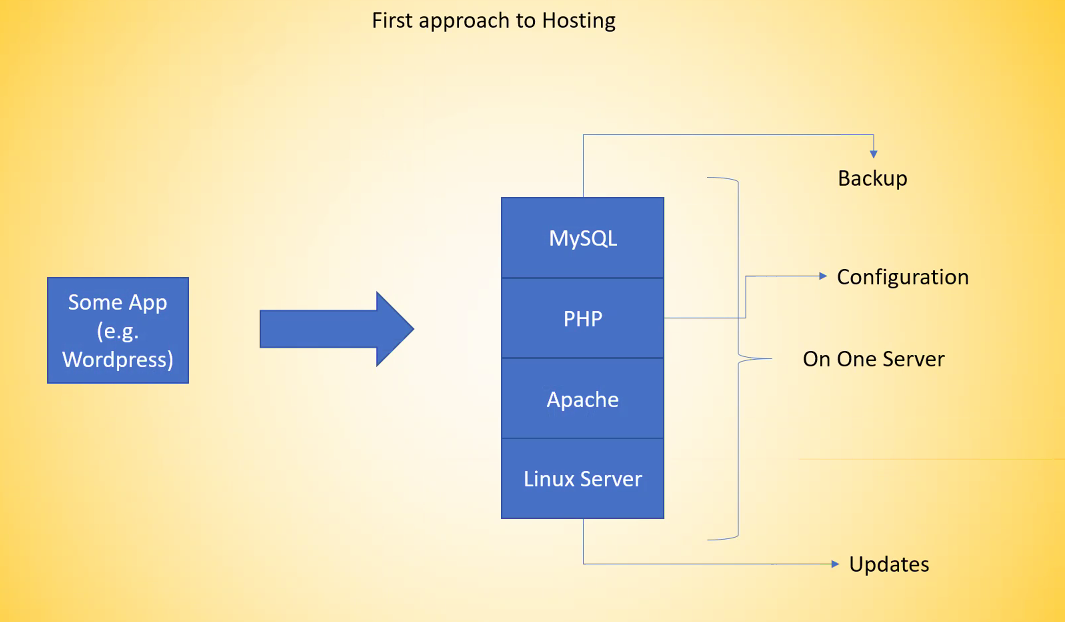 First approach to Hosting
Backup
MySQL
Configuration
Some App
(e.g.
Wordpress)
PHP
On One Server
Apache
Linux Server
Updates